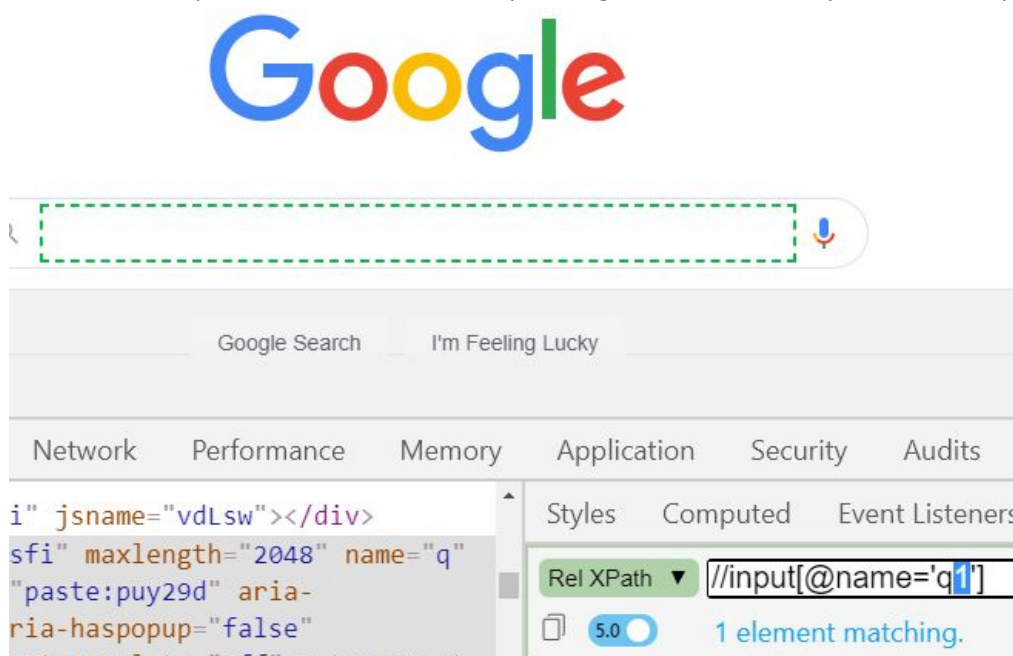 Google
Google Search I'm Feeling Lucky
Network Performance Memory Application Security Audits
i" jsname="vdLsw"></div>
sfi" maxlength="2048" name="q"
"paste:puy29d" aria-
ria-haspopup="false"
Styles Computed Event Listeners
Rel XPath ▼ //input[@name='q1']
5.0 1 element matching.